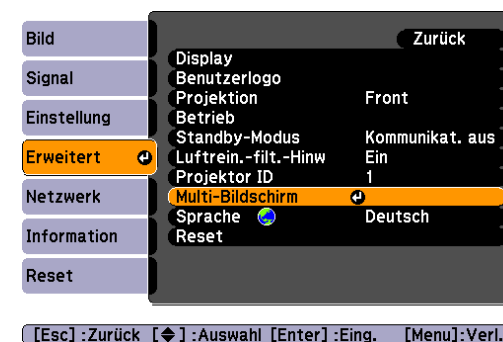 Bild
Signal
Einstellung
Erweitert
Netzwerk
Information
Reset
Zurück
Display
Benutzerlogo
Projektion Front
Betrieb
Standby-Modus Kommunikat. aus
Luftrein.-filt.-Hinw Ein
Projektor ID 1
Multi-Bildschirm
Sprache Deutsch
Reset
[Esc] :Zurück [◆] :Auswahl [Enter] :Eing. [Menu]:Verl.